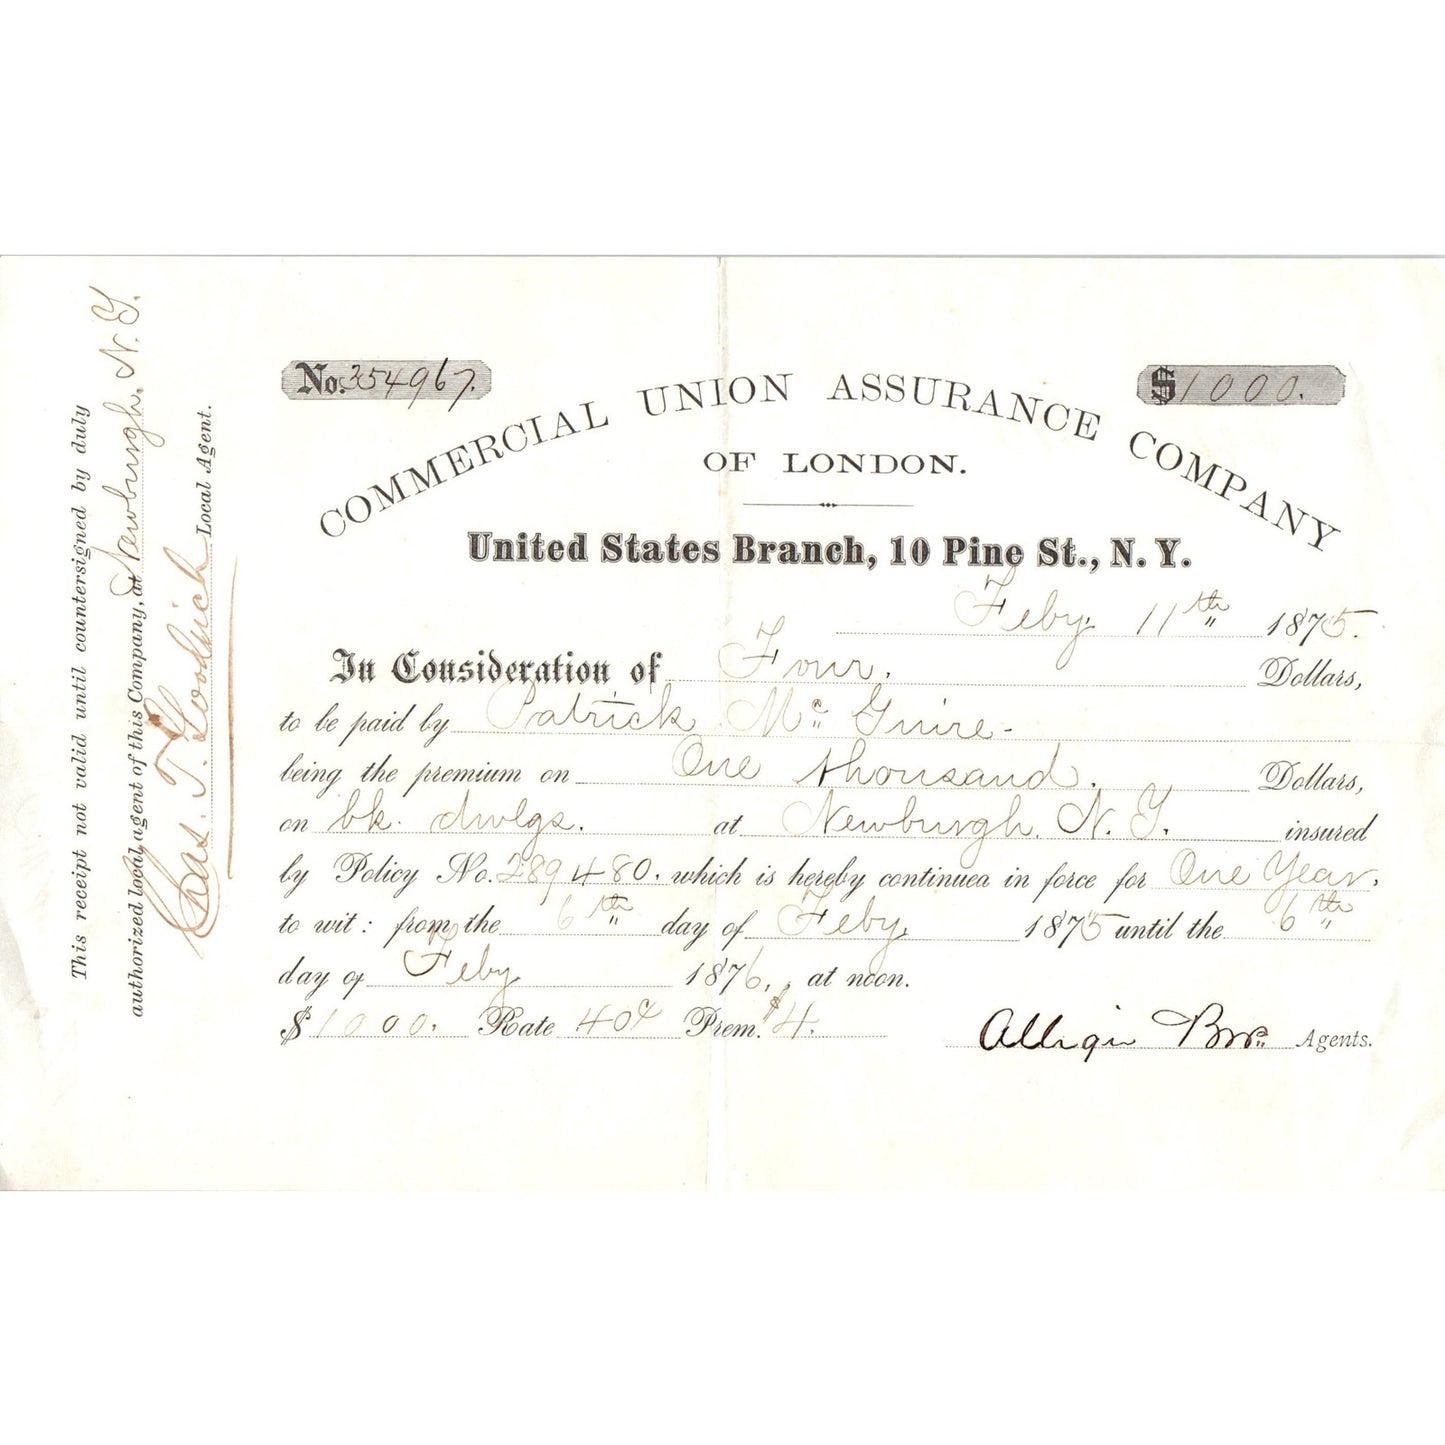 No. 354967.
$1000.
COMMERCIAL UNION ASSURANCE COMPANY
OF LONDON.
United States Branch, 10 Pine St., N. Y.
Feby. 11th 1875.
In Consideration of Four. Dollars,
to be paid by Patrick Mc Guire -
being the premium on One thousand. Dollars,
on bk. dwlgs. at Newburgh. N. Y. insured
by Policy No. 289480. which is hereby continued in force for One Year,
to wit: from the 6th day of Feby. 1875 until the 6th
day of Feby 1876, at noon.
$1000. Rate 40¢ Prem. $4.
Bros. Agents.
This receipt not valid until countersigned by duly
authorized local agent of this Company, at Newburgh. N. Y.
Chas. T. Goodrich Local Agent.